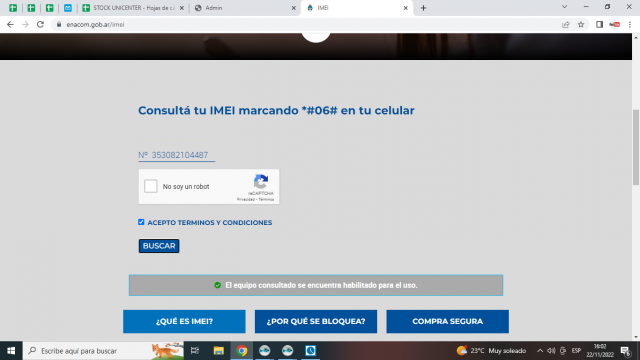 STOCK UNICENTER - Hojas de c
Admin
IMEI
enacom.gob.ar/imei
Consultá tu IMEI marcando *#06# en tu celular
Nº 353082104487
No soy un robot
reCAPTCHA
Privacidad - Términos
ACEPTO TERMINOS Y CONDICIONES
BUSCAR
El equipo consultado se encuentra habilitado para el uso.
¿QUÉ ES IMEI?
¿POR QUÉ SE BLOQUEA?
COMPRA SEGURA
Escribe aquí para buscar
23°C Muy soleado
ESP
16:02
22/11/2022